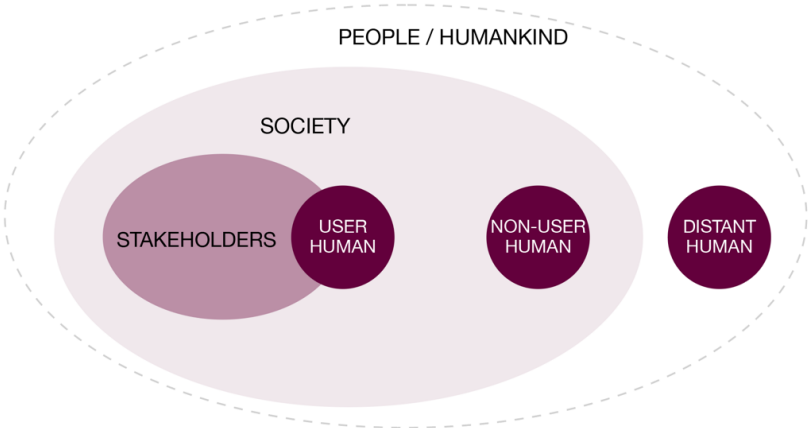 PEOPLE / HUMANKIND
SOCIETY
STAKEHOLDERS
USER
HUMAN
NON-USER
HUMAN
DISTANT
HUMAN